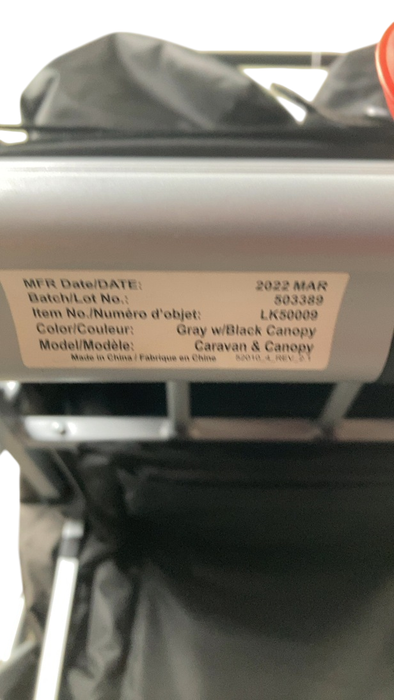 MFR Date/DATE: 2022 MAR
Batch/Lot No.: 503389
Item No./Numéro d'objet: LK50009
Color/Couleur: Gray w/Black Canopy
Model/Modèle: Caravan & Canopy
Made in China / Fabrique en Chine 52010_4_REV_2.1